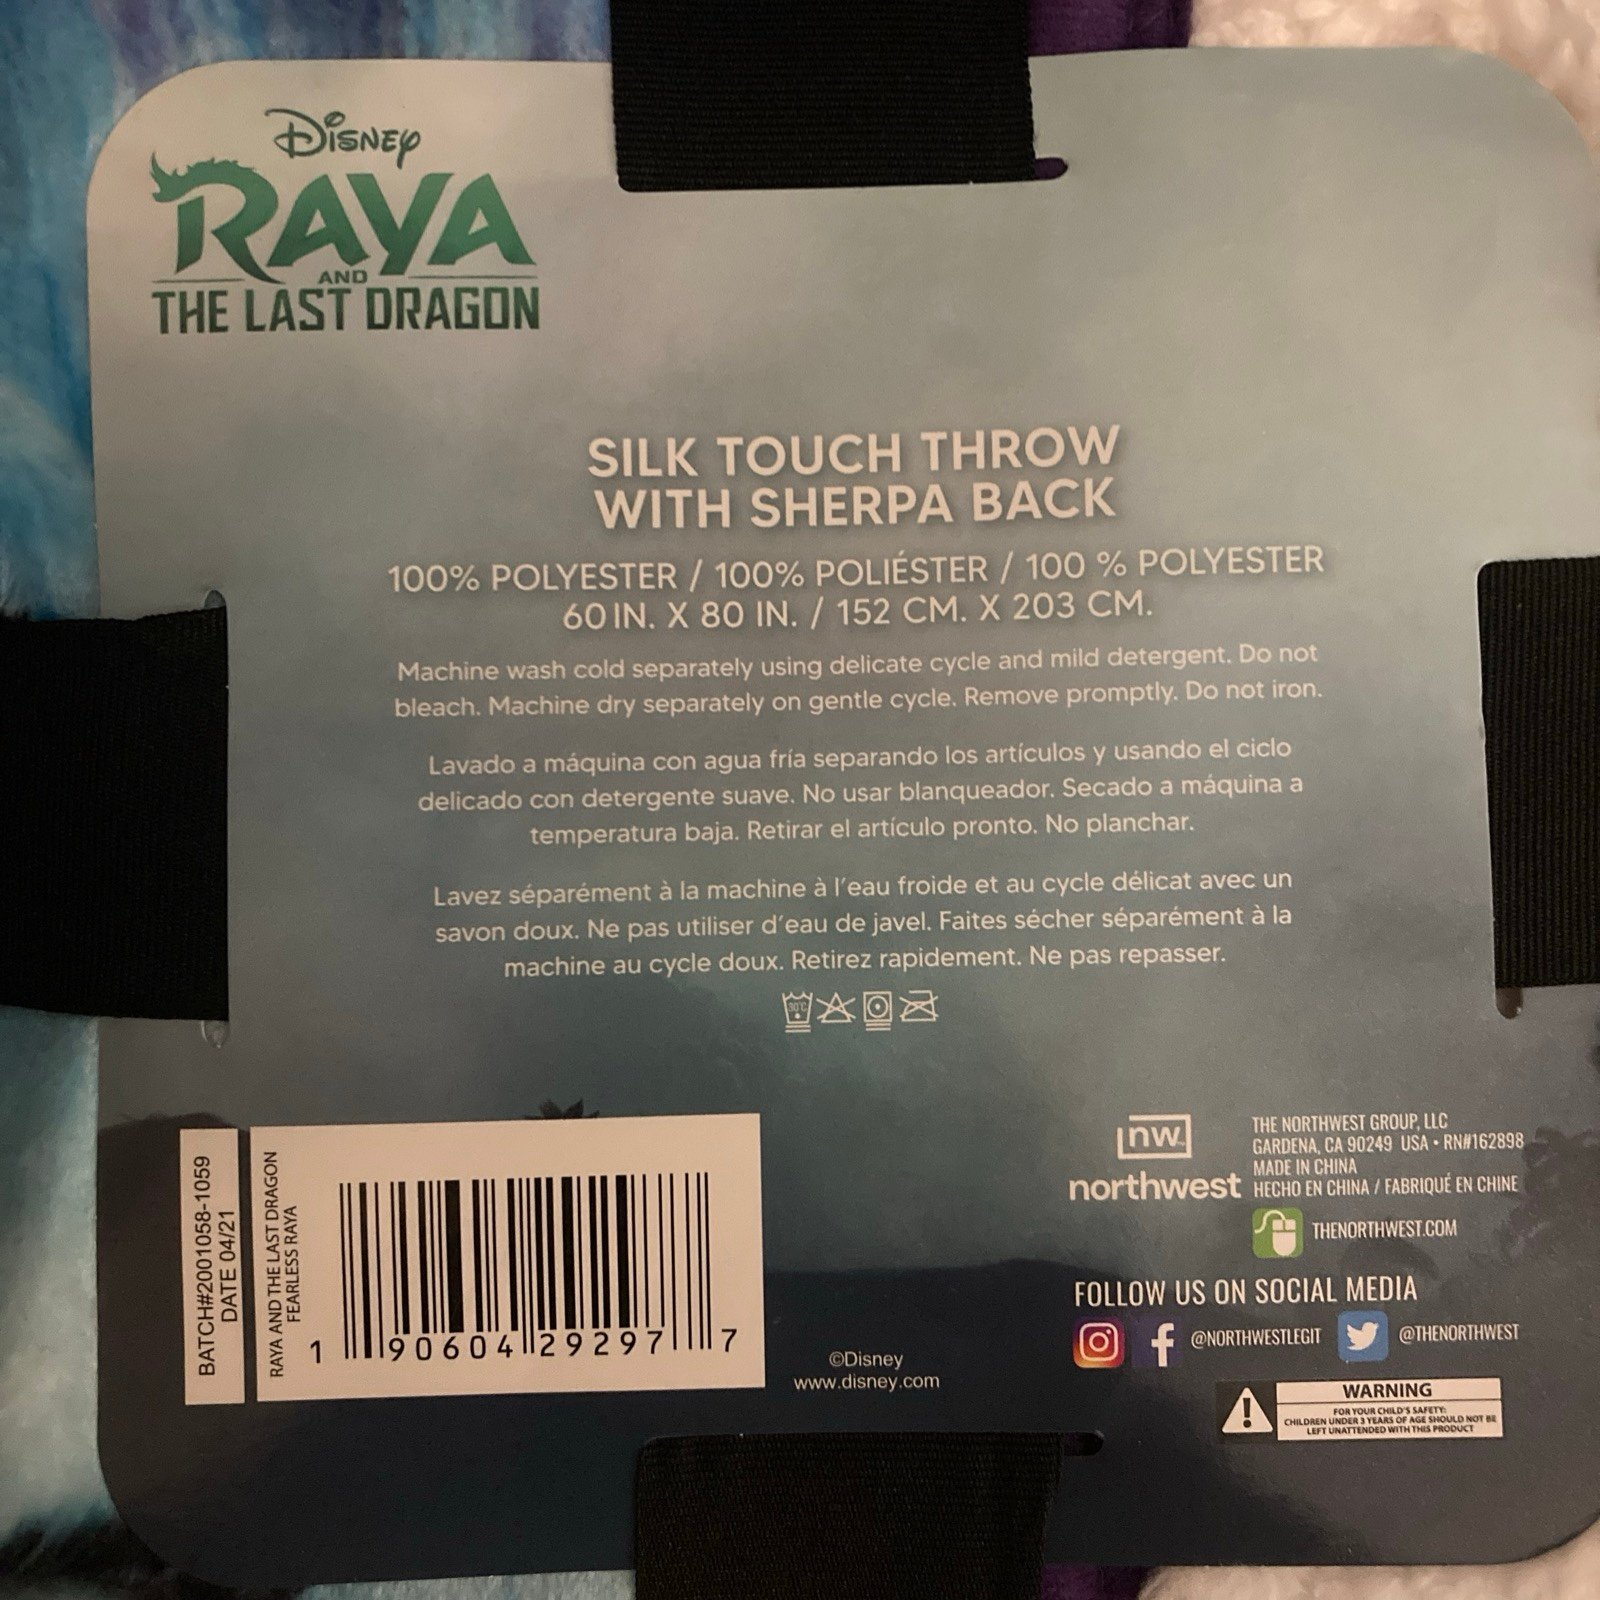 Disney
RAYA
AND
THE LAST DRAGON
SILK TOUCH THROW
WITH SHERPA BACK
100% POLYESTER / 100% POLIÉSTER / 100 % POLYESTER
60 IN. X 80 IN. / 152 CM. X 203 CM.
Machine wash cold separately using delicate cycle and mild detergent. Do not
bleach. Machine dry separately on gentle cycle. Remove promptly. Do not iron.
Lavado a máquina con agua fría separando los artículos y usando el ciclo
delicado con detergente suave. No usar blanqueador. Secado a máquina a
temperatura baja. Retirar el artículo pronto. No planchar.
Lavez séparément à la machine à l'eau froide et au cycle délicat avec un
savon doux. Ne pas utiliser d'eau de javel. Faites sécher séparément à la
machine au cycle doux. Retirez rapidement. Ne pas repasser.
30°C
BATCH#2001058-1059
DATE 04/21
RAYA AND THE LAST DRAGON
FEARLESS RAYA
1 90604 29297 7
©Disney
www.disney.com
nw
northwest
THE NORTHWEST GROUP, LLC
GARDENA, CA 90249 USA • RN#162898
MADE IN CHINA
HECHO EN CHINA / FABRIQUÉ EN CHINE
THENORTHWEST.COM
FOLLOW US ON SOCIAL MEDIA
@NORTHWESTLEGIT @THENORTHWEST
WARNING
FOR YOUR CHILD'S SAFETY:
CHILDREN UNDER 3 YEARS OF AGE SHOULD NOT BE
LEFT UNATTENDED WITH THIS PRODUCT